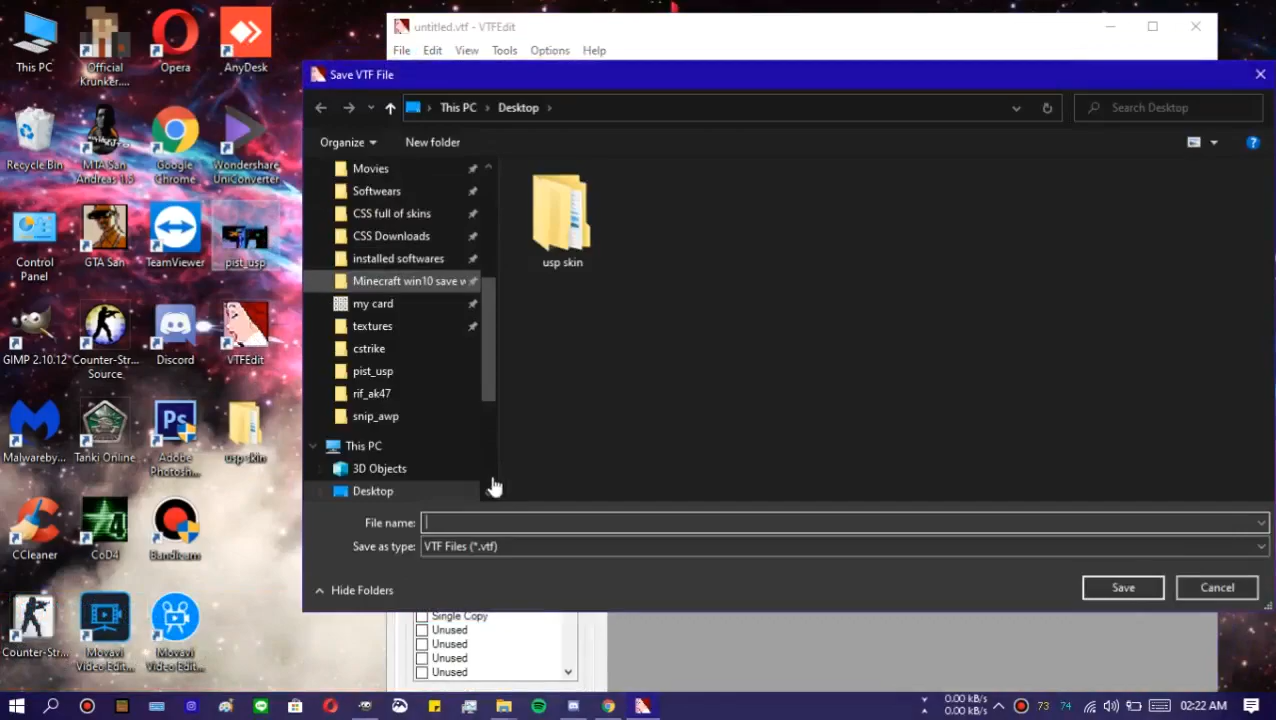 untitled.vtf - VTFEdit
File Edit View Tools Options Help
Save VTF File
This PC Desktop
Search Desktop
Organize New folder
Movies
Softwears
CSS full of skins
CSS Downloads
installed softwares
Minecraft win10 save w
my card
textures
cstrike
pist_usp
rif_ak47
snip_awp
This PC
3D Objects
Desktop
usp skin
File name:
Save as type: VTF Files (*.vtf)
Hide Folders
Save Cancel
Single Copy
Unused
Unused
Unused
Unused
This PC
Official
Krunker....
Opera
AnyDesk
Recycle Bin
MTA San
Andreas 1.5
Google
Chrome
Wondershare
UniConverter
Control
Panel
GTA San
TeamViewer
pist_usp
GIMP 2.10.12
Counter-Str...
Source
Discord
VTFEdit
Malwareby...
Tanki Online
Ps
Adobe
Photosh...
usp skin
CCleaner
4
CoD4
Bandicam
Counter-Str...
Movavi
Video Edit...
Movavi
Video Edit...
0.00 kB/s
0.00 kB/s
73 74
02:22 AM